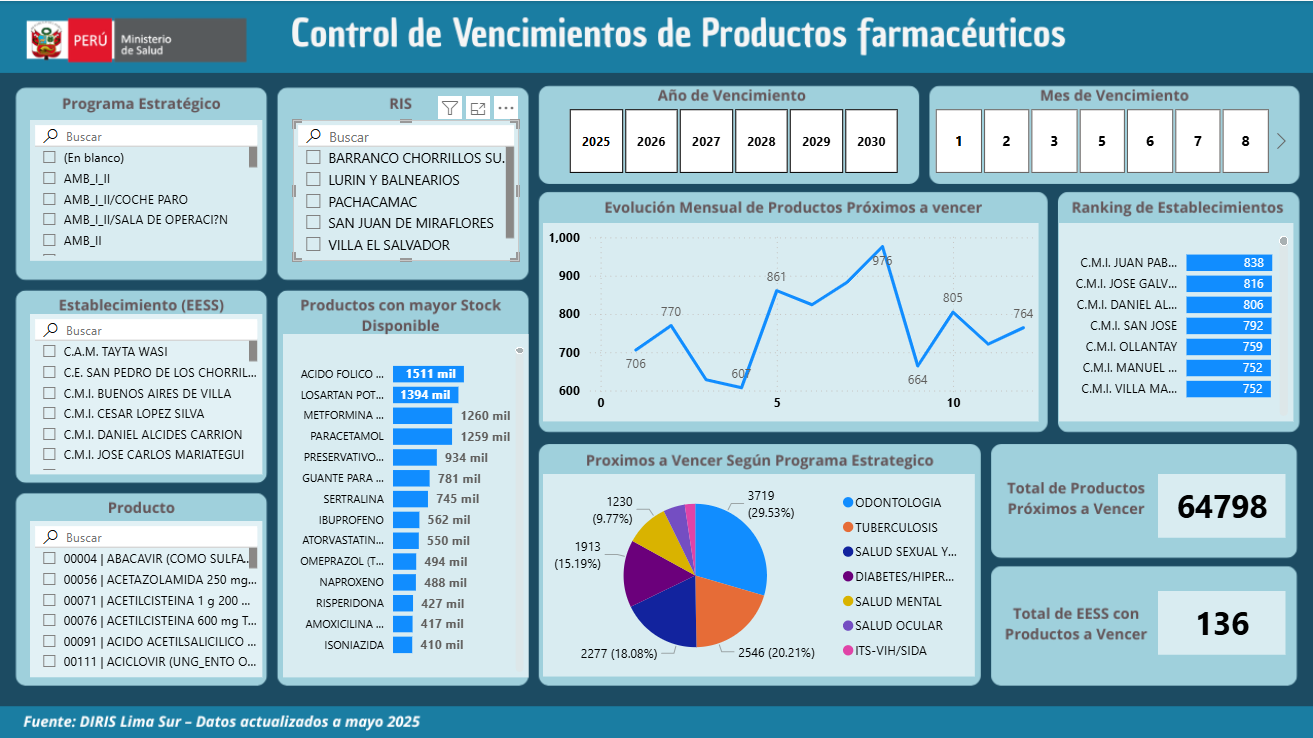 PERÚ
Ministerio
de Salud
Control de Vencimientos de Productos farmacéuticos
Programa Estratégico
Buscar
(En blanco)
AMB_I_II
AMB_I_II/COCHE PARO
AMB_I_II/SALA DE OPERACI?N
AMB_II
RIS
Buscar
BARRANCO CHORRILLOS SU...
LURIN Y BALNEARIOS
PACHACAMAC
SAN JUAN DE MIRAFLORES
VILLA EL SALVADOR
Año de Vencimiento
2025 2026 2027 2028 2029 2030
Mes de Vencimiento
1 2 3 5 6 7 8
Establecimiento (EESS)
Buscar
C.A.M. TAYTA WASI
C.E. SAN PEDRO DE LOS CHORRIL...
C.M.I. BUENOS AIRES DE VILLA
C.M.I. CESAR LOPEZ SILVA
C.M.I. DANIEL ALCIDES CARRION
C.M.I. JOSE CARLOS MARIATEGUI
Producto
Buscar
00004 | ABACAVIR (COMO SULFA...
00056 | ACETAZOLAMIDA 250 mg...
00071 | ACETILCISTEINA 1 g 200 ...
00076 | ACETILCISTEINA 600 mg T...
00091 | ACIDO ACETILSALICILICO ...
00111 | ACICLOVIR (UNG_ENTO O...
Productos con mayor Stock
Disponible
ACIDO FOLICO ... 1511 mil
LOSARTAN POT... 1394 mil
METFORMINA ... 1260 mil
PARACETAMOL 1259 mil
PRESERVATIVO... 934 mil
GUANTE PARA ... 781 mil
SERTRALINA 745 mil
IBUPROFENO 562 mil
ATORVASTATIN... 550 mil
OMEPRAZOL (T... 494 mil
NAPROXENO 488 mil
RISPERIDONA 427 mil
AMOXICILINA ... 417 mil
ISONIAZIDA 410 mil
Evolución Mensual de Productos Próximos a vencer
1,000
900
800
700
600
0 5 10
706
770
607
861
976
664
805
764
Ranking de Establecimientos
C.M.I. JUAN PAB... 838
C.M.I. JOSE GALV... 816
C.M.I. DANIEL AL... 806
C.M.I. SAN JOSE 792
C.M.I. OLLANTAY 759
C.M.I. MANUEL ... 752
C.M.I. VILLA MA... 752
Proximos a Vencer Según Programa Estrategico
3719
(29.53%)
2546 (20.21%)
2277 (18.08%)
1913
(15.19%)
1230
(9.77%)
ODONTOLOGIA
TUBERCULOSIS
SALUD SEXUAL Y...
DIABETES/HIPER...
SALUD MENTAL
SALUD OCULAR
ITS-VIH/SIDA
Total de Productos
Próximos a Vencer
64798
Total de EESS con
Productos a Vencer
136
Fuente: DIRIS Lima Sur – Datos actualizados a mayo 2025